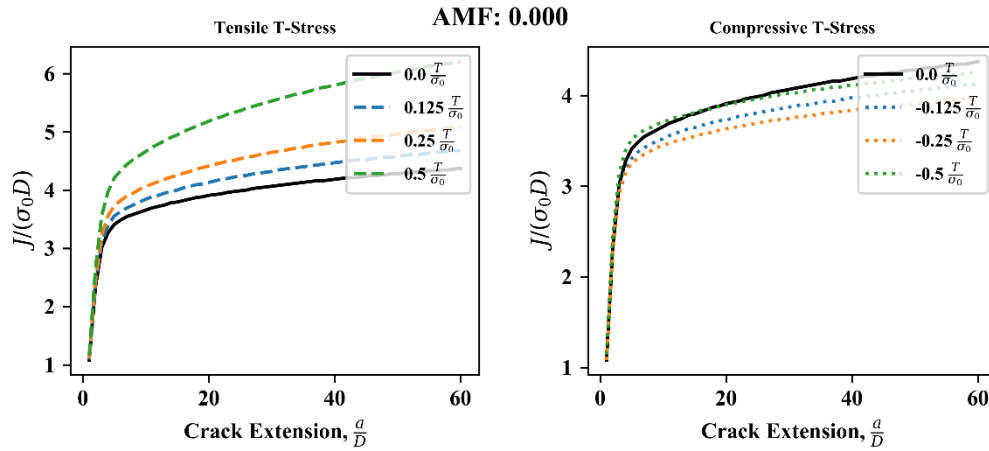 AMF: 0.000
Tensile T-Stress
J/(σ₀D)
6
5
4
3
2
1
0.0 T/σ₀
0.125 T/σ₀
0.25 T/σ₀
0.5 T/σ₀
0 20 40 60
Crack Extension, a/D
Compressive T-Stress
J/(σ₀D)
4
3
2
1
0.0 T/σ₀
-0.125 T/σ₀
-0.25 T/σ₀
-0.5 T/σ₀
0 20 40 60
Crack Extension, a/D